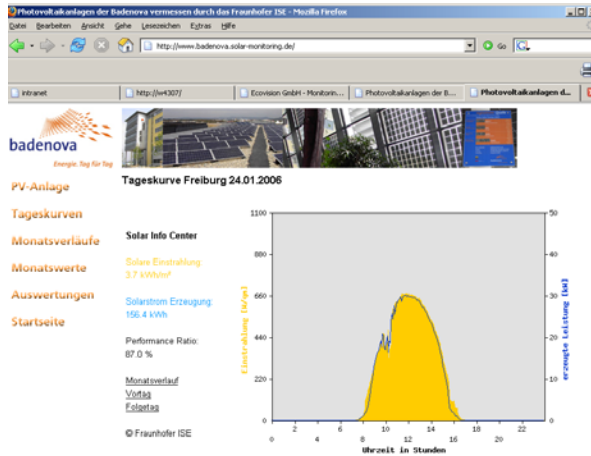 Photovoltaikanlagen der Badenova vermessen durch das Fraunhofer ISE - Mozilla Firefox
Datei Bearbeiten Ansicht Gehe Lesezeichen Extras Hilfe
http://www.badenova.solar-monitoring.de/
Go
G
intranet
http://w4307/
Ecovision GmbH - Monitorin...
Photovoltaikanlagen der B...
Photovoltaikanlagen d...
badenova
Energie. Tag für Tag
PV-Anlage
Tageskurven
Monatsverläufe
Monatswerte
Auswertungen
Startseite
Tageskurve Freiburg 24.01.2006
Solar Info Center
Solare Einstrahlung:
3.7 kWh/m²
Solarstrom Erzeugung:
156.4 kWh
Performance Ratio:
87.0 %
Monatsverlauf
Vortag
Folgetag
© Fraunhofer ISE
Einstrahlung [W/qm]
1100
880
660
440
220
0
50
40
30
20
10
0
erzeugte Leistung [kW]
0 2 4 6 8 10 12 14 16 18 20 22
Uhrzeit in Stunden